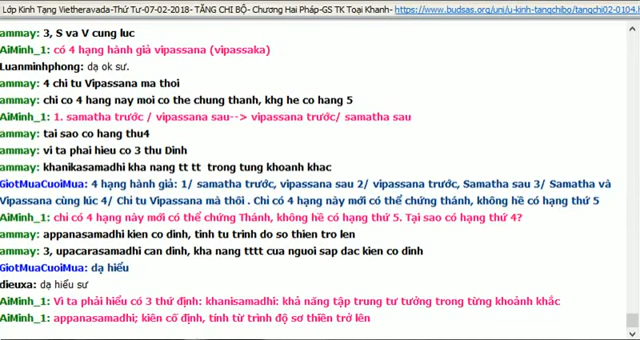 Lớp Kinh Tạng Vietheravada-Thứ Tư-07-02-2018- TĂNG CHI BỘ- Chương Hai Pháp-GS TK Toại Khanh- https://www.budsas.org/uni/u-kinh-tangchibo/tangchi02-0104.h
ammay: 3, S va V cung luc
AiMinh_1: có 4 hạng hành giả vipassana (vipassaka)
Luanminhphong: dạ ok sư.
ammay: 4 chi tu Vipassana ma thoi
ammay: chi co 4 hang nay moi co the chung thanh, khg he co hang 5
AiMinh_1: 1. samatha trước / vipassana sau--> vipassana trước/ samatha sau
ammay: tai sao co hang thu4
ammay: vi ta phai hieu co 3 thu Dinh
ammay: khanikasamadhi kha nang tt tt  trong tung khoanh khac
GiotMuaCuoiMua: 4 hạng hành giả: 1/ samatha trước, vipassana sau 2/ vipassana trước, Samatha sau 3/ Samatha và
Vipassana cùng lúc 4/ Chi tu Vipassana mà thôi . Chỉ có 4 hạng này mới có thể chứng thánh, không hề có hạng thứ 5
AiMinh_1: chỉ có 4 hạng này mới có thể chứng Thánh, không hề có hạng thứ 5. Tại sao có hạng thứ 4?
ammay: appanasamadhi kien co dinh, tinh tu trinh do so thien tro len
ammay: 3, upacarasamadhi can dinh, kha nang tttt cua nguoi sap dac kien co dinh
GiotMuaCuoiMua: dạ hiểu
dieuxa: dạ hiểu sư
AiMinh_1: Vì ta phải hiểu có 3 thứ định: khanisamadhi: khả năng tập trung tư tưởng trong từng khoảnh khắc
AiMinh_1: appanasamadhi; kiên cố định, tính từ trình độ sơ thiền trở lên